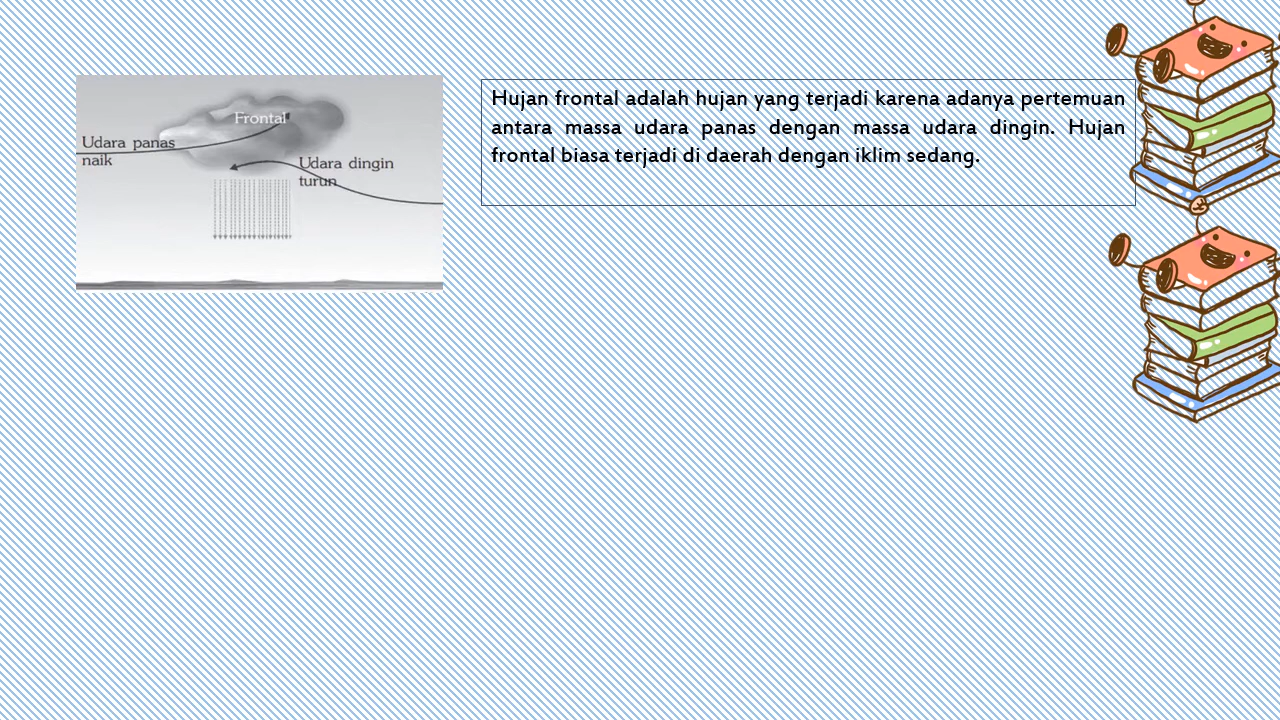 Frontal
Udara panas
naik
Udara dingin
turun
Hujan frontal adalah hujan yang terjadi karena adanya pertemuan
antara massa udara panas dengan massa udara dingin. Hujan
frontal biasa terjadi di daerah dengan iklim sedang.